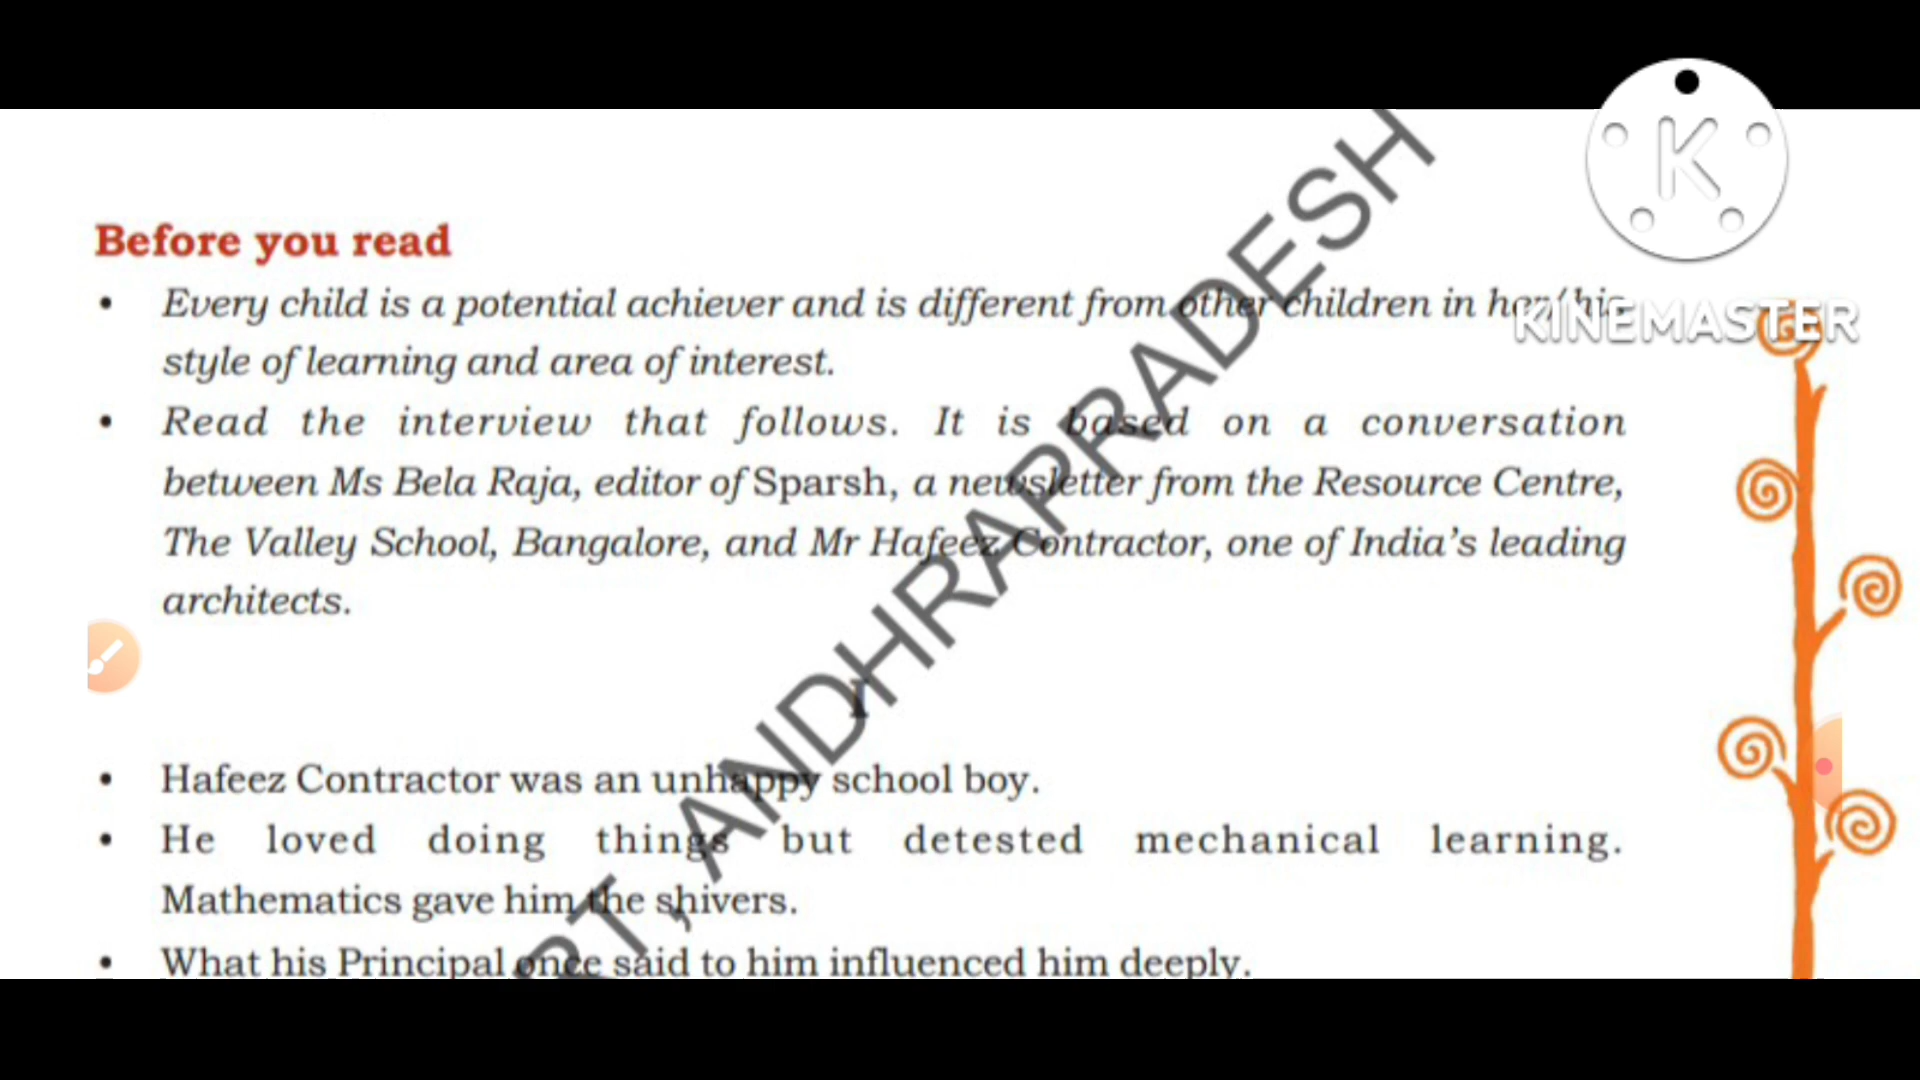 K
KINEMASTER
Before you read
• Every child is a potential achiever and is different from other children in her/his
style of learning and area of interest.
• Read the interview that follows. It is based on a conversation
between Ms Bela Raja, editor of Sparsh, a newsletter from the Resource Centre,
The Valley School, Bangalore, and Mr Hafeez Contractor, one of India's leading
architects.
I
• Hafeez Contractor was an unhappy school boy.
• He loved doing things but detested mechanical learning.
Mathematics gave him the shivers.
• What his Principal once said to him influenced him deeply.
RT, ANDHRAPRADESH